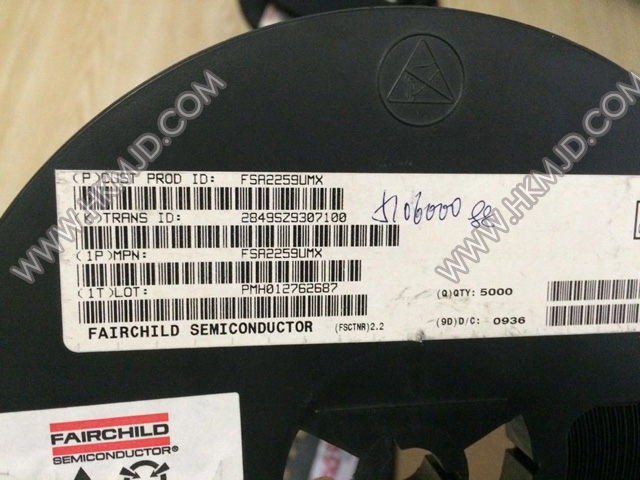 (P)CUST PROD ID: FSA2259UMX
(K)TRANS ID: 2849SZ9307100
(1P)MPN: FSA2259UMX
(1T)LOT: PMH012762687
(Q)QTY: 5000
(9D)D/C: 0936
FAIRCHILD SEMICONDUCTOR (FSCTNR)2.2
FAIRCHILD
SEMICONDUCTOR®
WWW.HKMJD.COM
WWW.HKMJD.COM